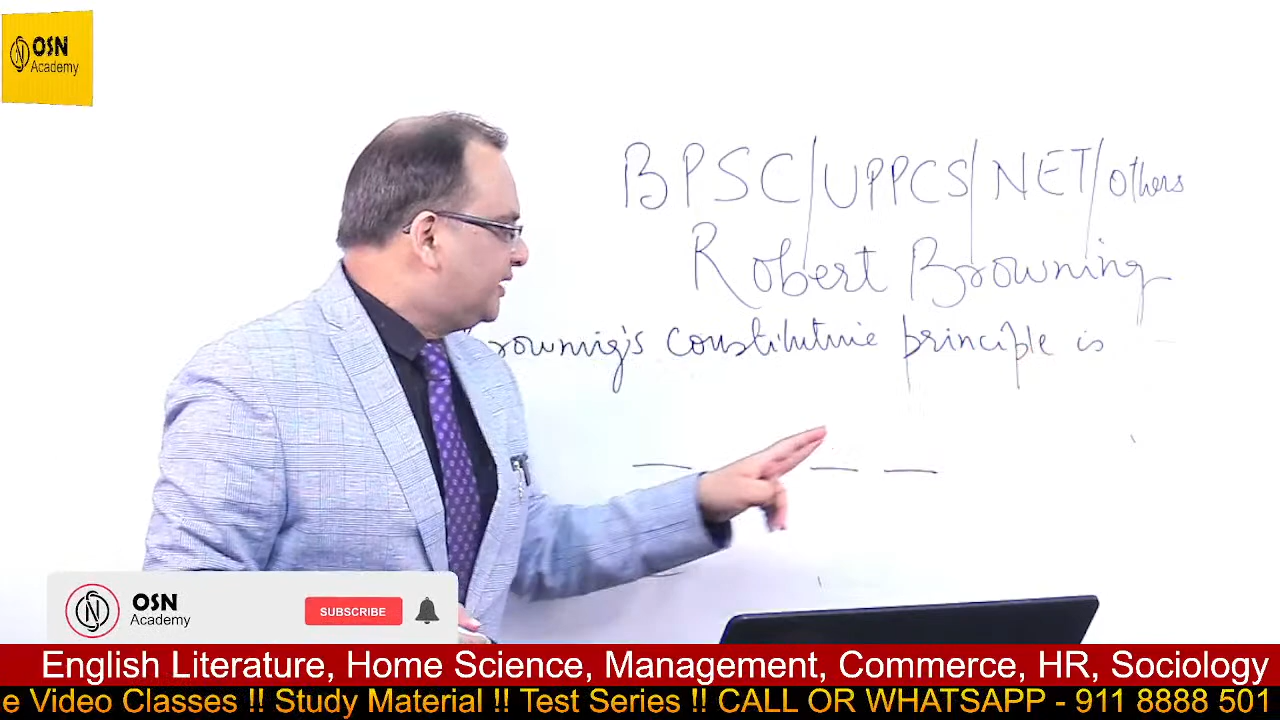 OSN
Academy
BPSC/UPPCS/NET/others
Robert Browning
rowning's constitutive principle is
OSN
Academy
SUBSCRIBE
English Literature, Home Science, Management, Commerce, HR, Sociology
e Video Classes !! Study Material !! Test Series !! CALL OR WHATSAPP - 911 8888 501